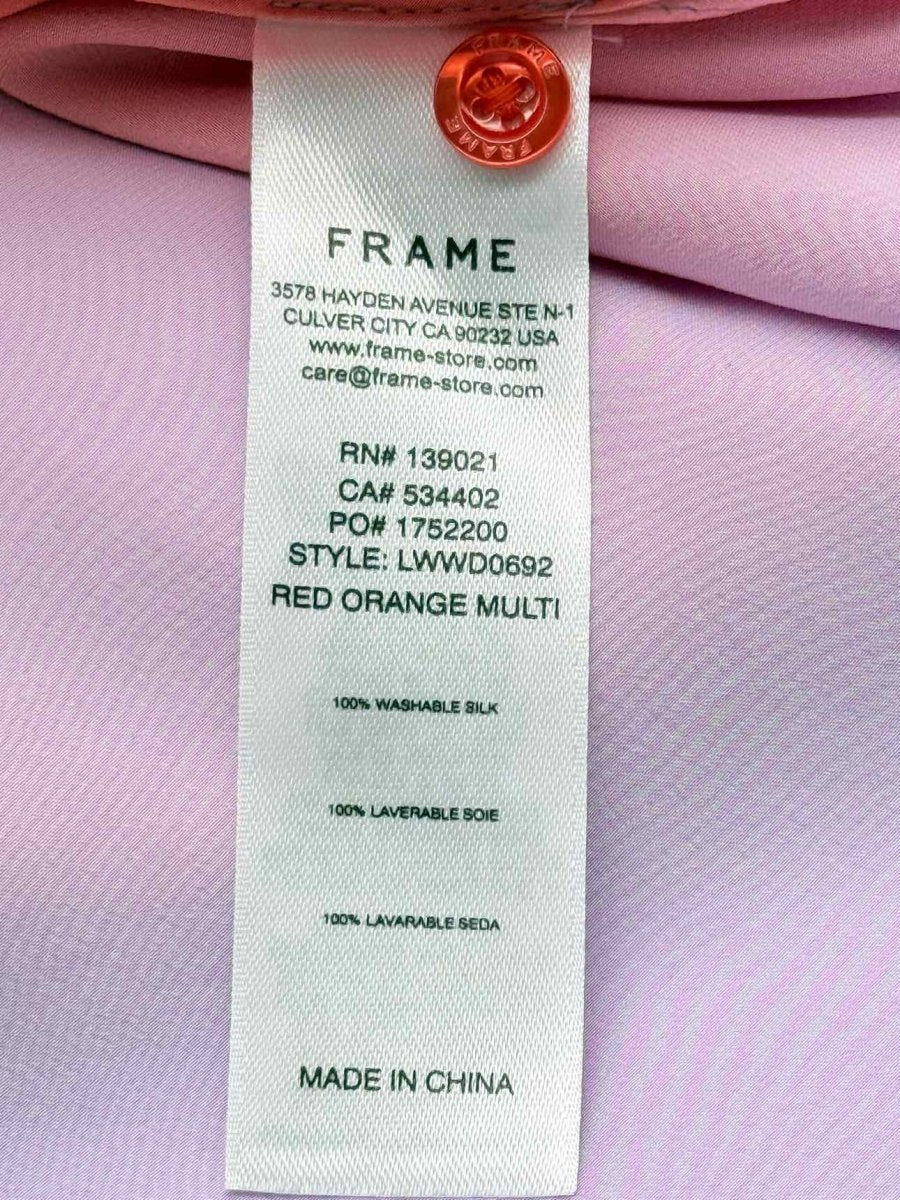 FRAME
FRAME
FRAME
3578 HAYDEN AVENUE STE N-1
CULVER CITY CA 90232 USA
www.frame-store.com
care@frame-store.com
RN# 139021
CA# 534402
PO# 1752200
STYLE: LWWD0692
RED ORANGE MULTI
100% WASHABLE SILK
100% LAVERABLE SOIE
100% LAVARABLE SEDA
MADE IN CHINA